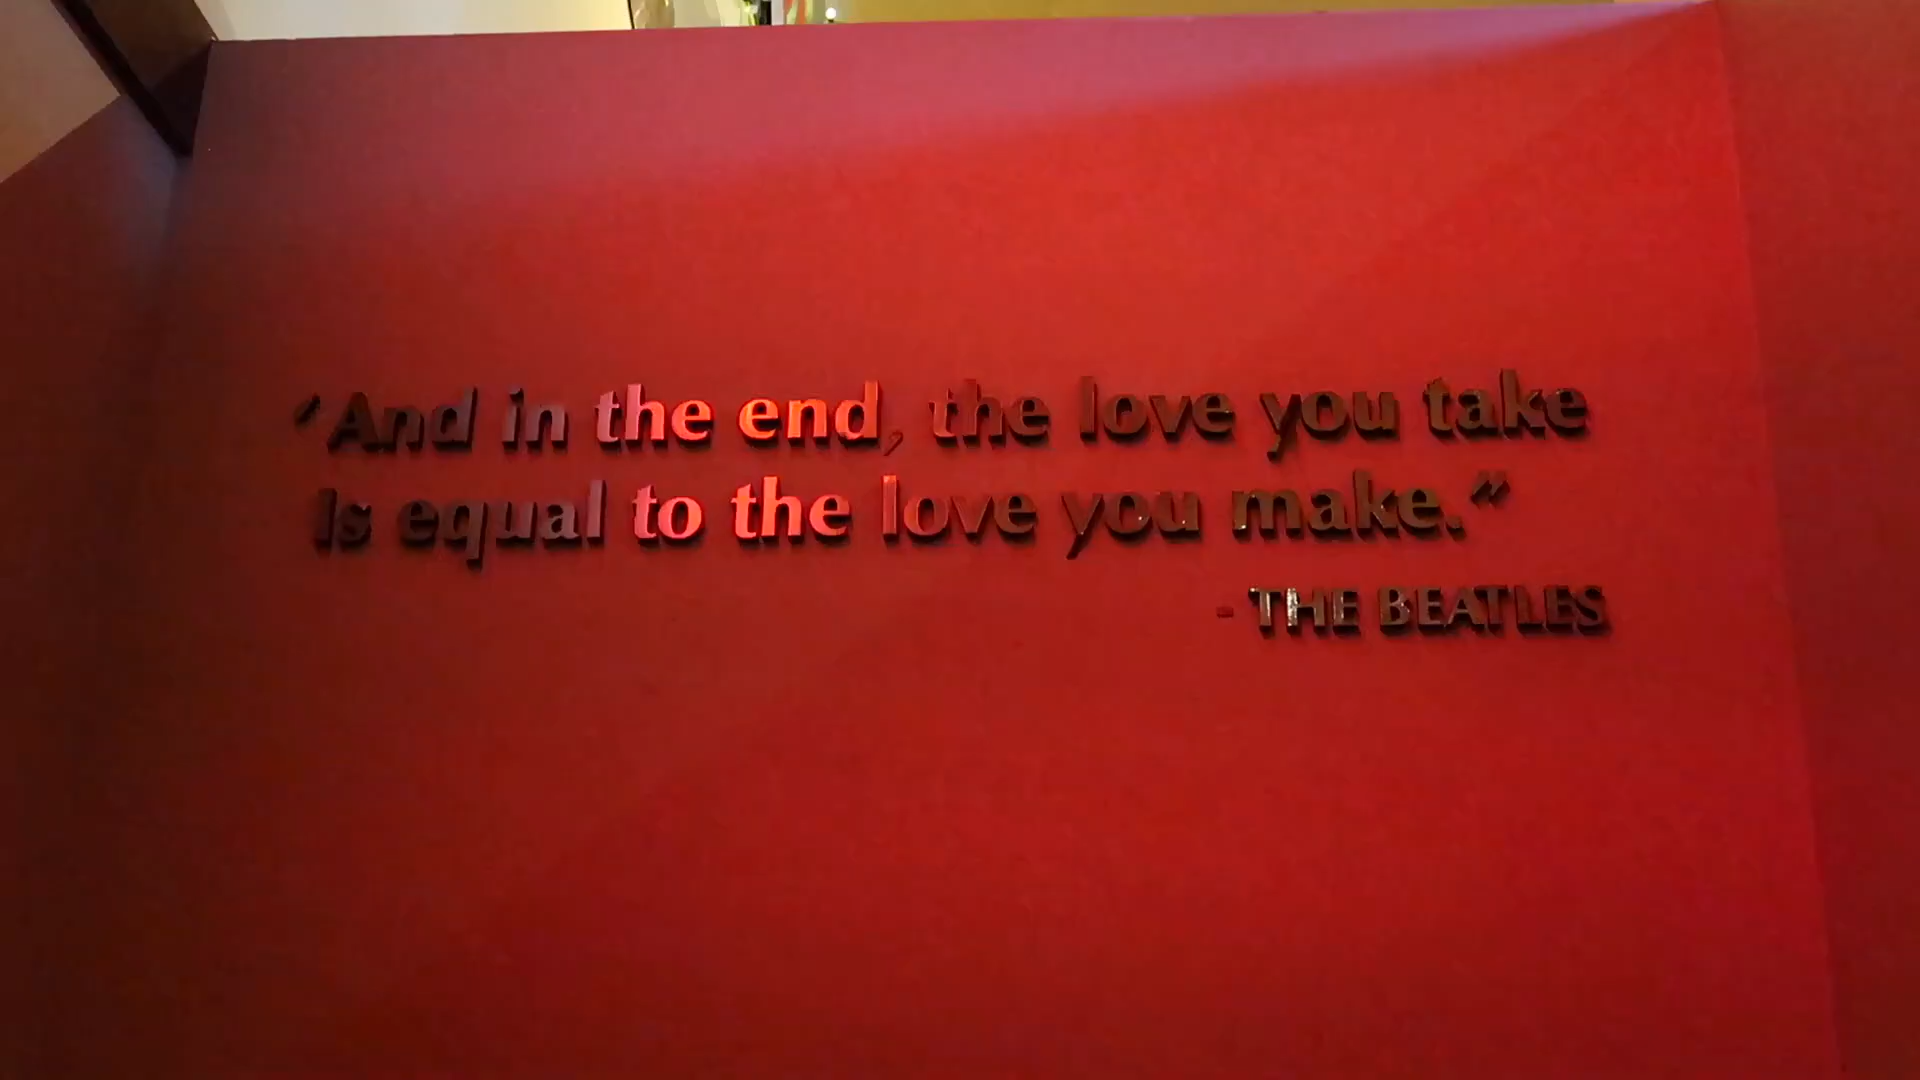 “And in the end, the love you take
Is equal to the love you make.”
- THE BEATLES